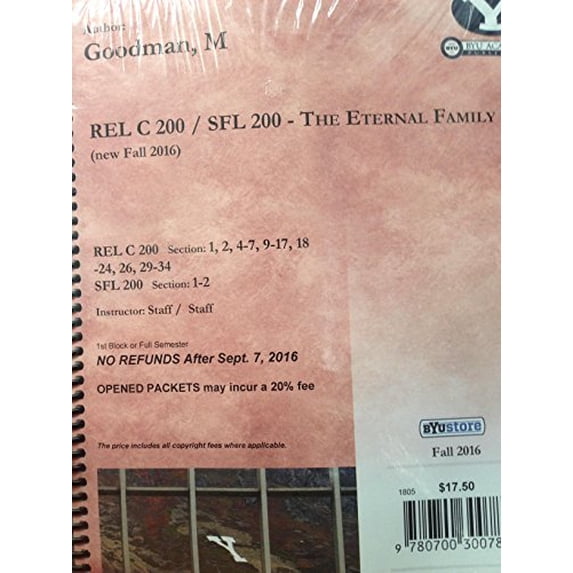 Author:
Goodman, M
Y
BYU
BYU ACA
REL C 200 / SFL 200 - THE ETERNAL FAMILY
(new Fall 2016)
REL C 200 Section: 1, 2, 4-7, 9-17, 18
-24, 26, 29-34
SFL 200 Section: 1-2
Instructor: Staff / Staff
1st Block or Full Semester
NO REFUNDS After Sept. 7, 2016
OPENED PACKETS may incur a 20% fee
The price includes all copyright fees where applicable.
BYUstore
Fall 2016
1805 $17.50
Y
9 780700 30078